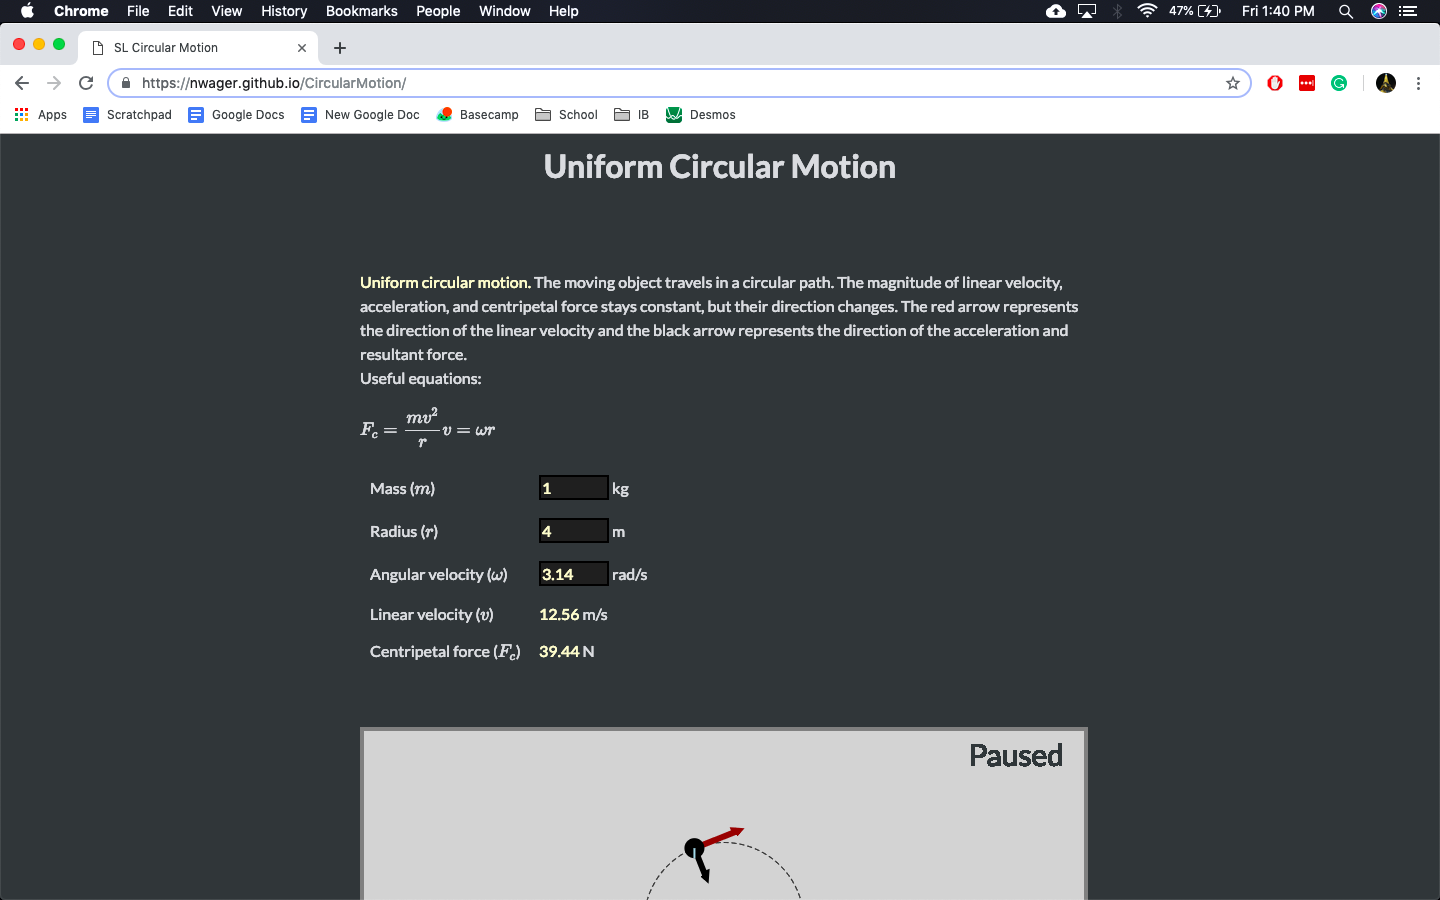 Chrome File Edit View History Bookmarks People Window Help 47% Fri 1:40 PM
SL Circular Motion
https://nwager.github.io/CircularMotion/
Apps Scratchpad Google Docs New Google Doc Basecamp School IB Desmos
Uniform Circular Motion
Uniform circular motion. The moving object travels in a circular path. The magnitude of linear velocity,
acceleration, and centripetal force stays constant, but their direction changes. The red arrow represents
the direction of the linear velocity and the black arrow represents the direction of the acceleration and
resultant force.
Useful equations:
F_c = mv²/r v = ωr
Mass (m) 1 kg
Radius (r) 4 m
Angular velocity (ω) 3.14 rad/s
Linear velocity (v) 12.56 m/s
Centripetal force (F_c) 39.44 N
Paused